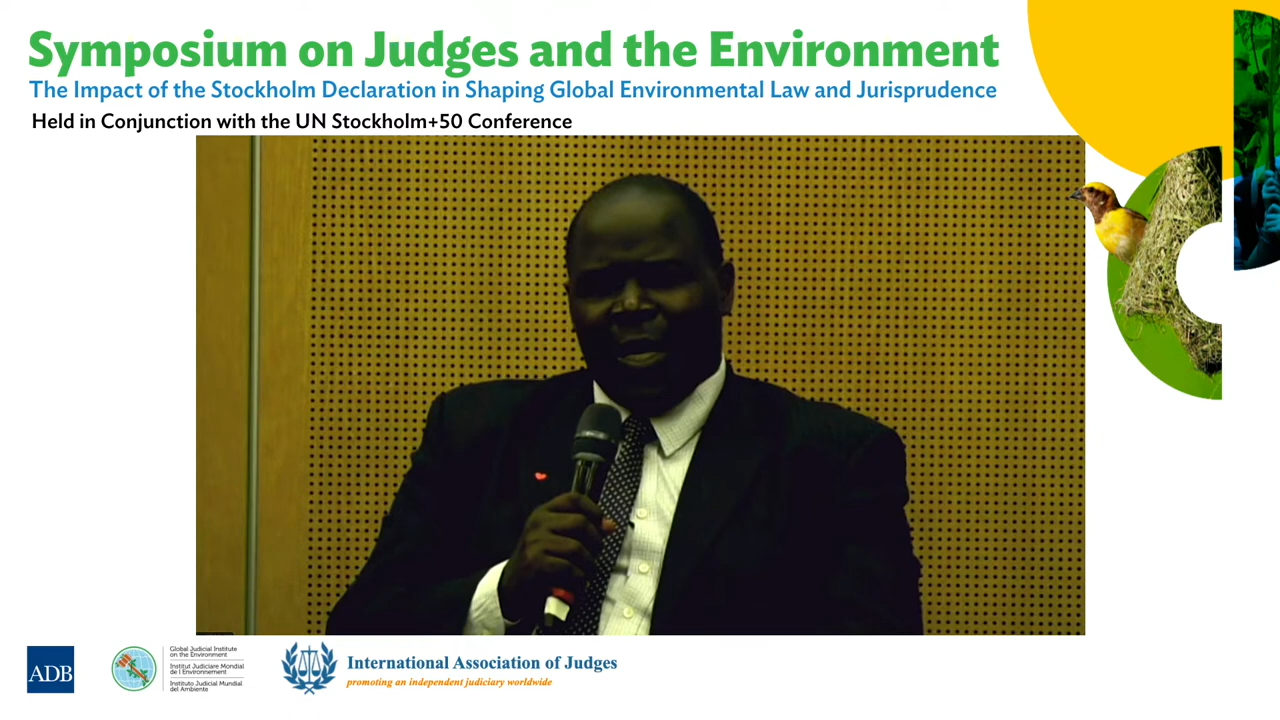 Symposium on Judges and the Environment
The Impact of the Stockholm Declaration in Shaping Global Environmental Law and Jurisprudence
Held in Conjunction with the UN Stockholm+50 Conference
ADB
Global Judicial Institute
on the Environment
Institut Judiciaire Mondial
de l'Environnement
Instituto Judicial Mundial
del Ambiente
International Association of Judges
promoting an independent judiciary worldwide